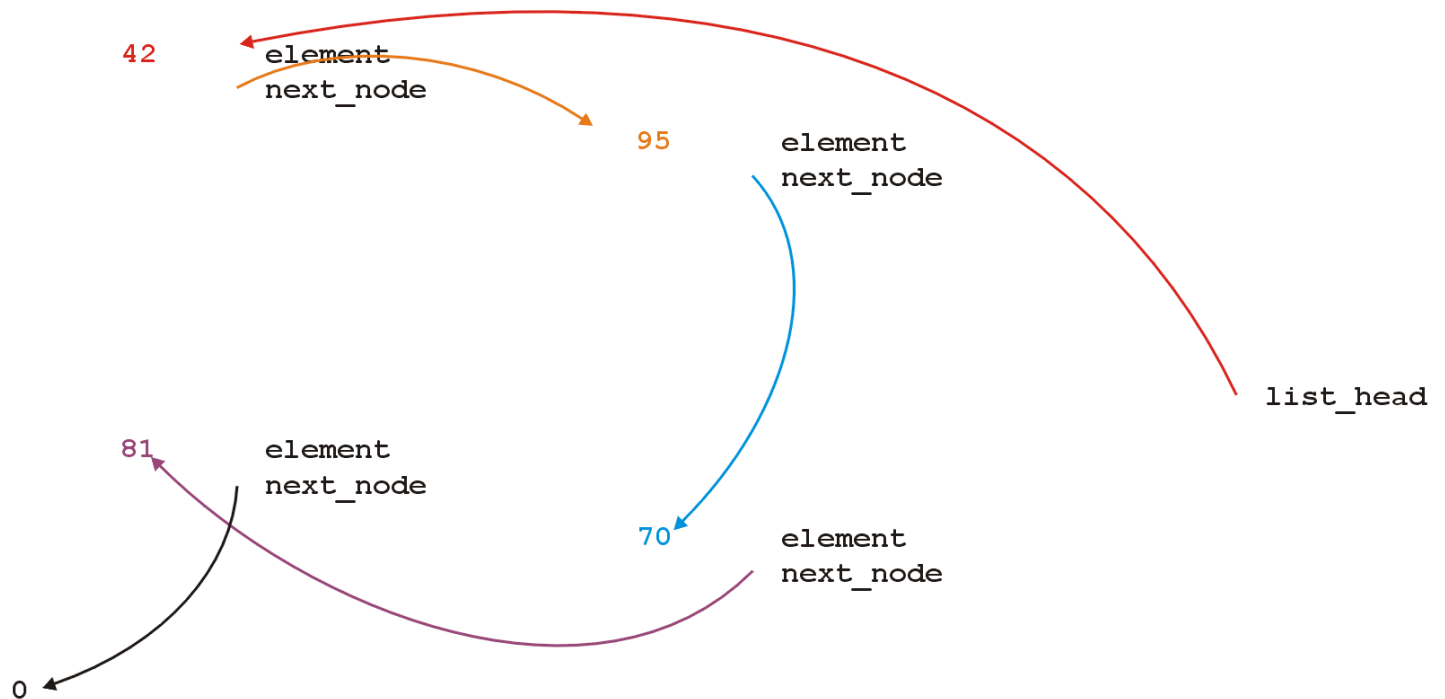 42 element
next_node
95 element
next_node
list_head
81 element
next_node
70 element
next_node
0